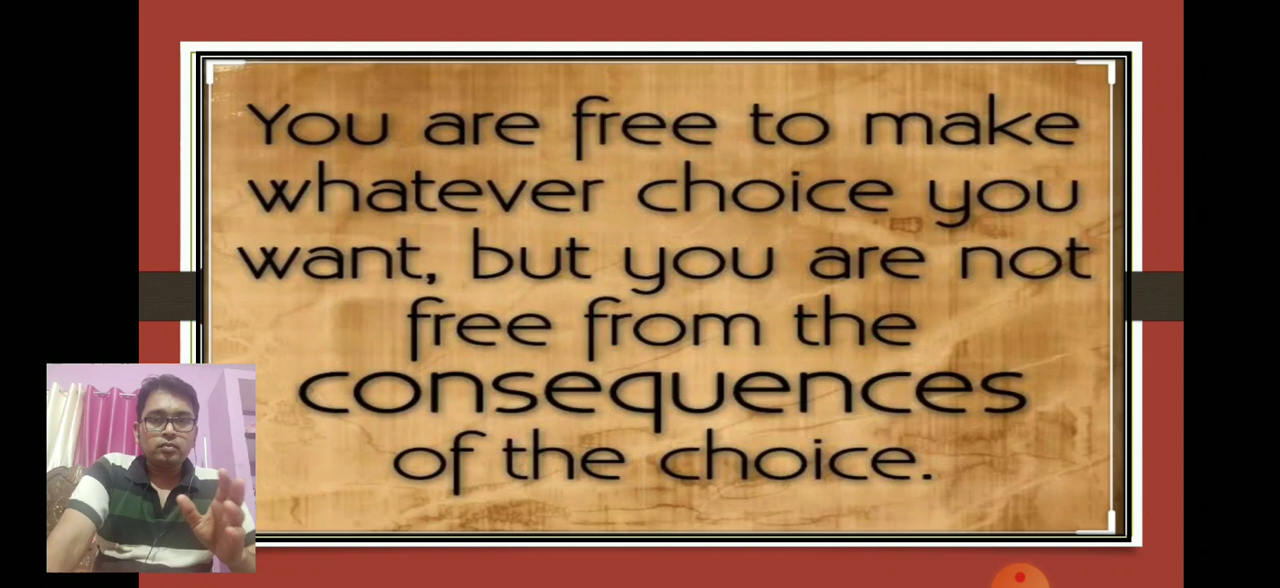 You are free to make
whatever choice you
want, but you are not
free from the
consequences
of the choice.